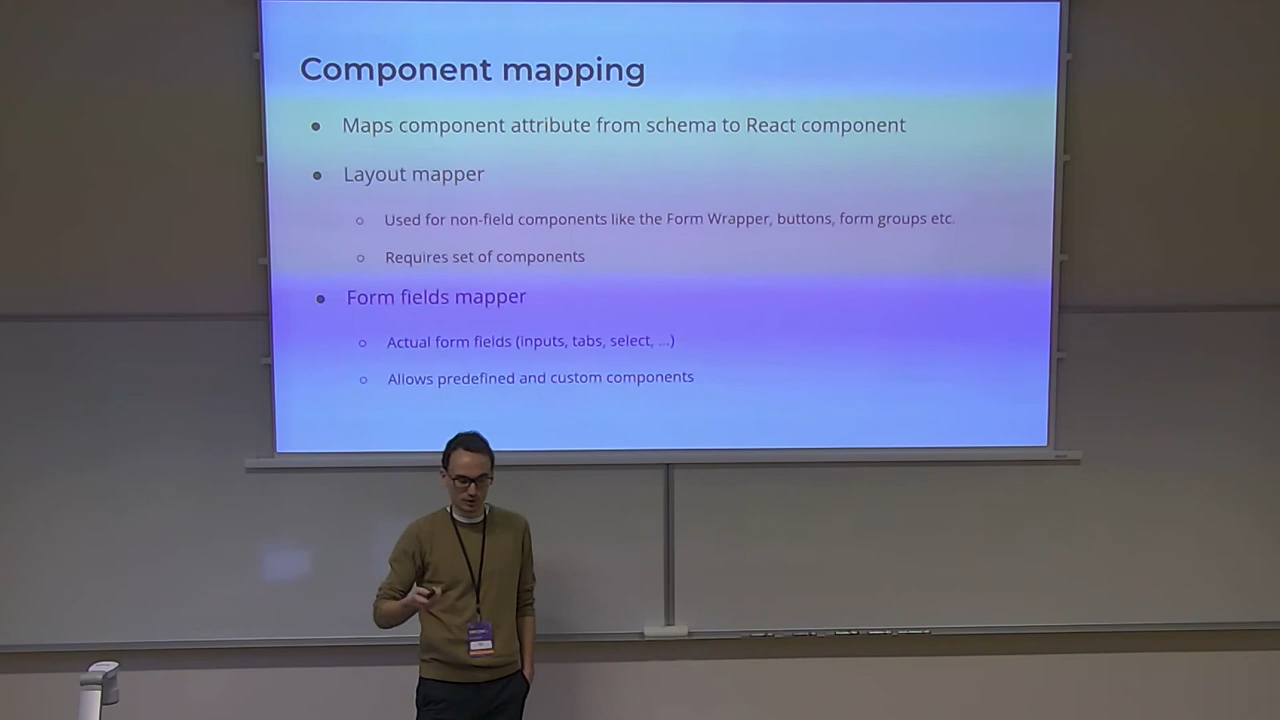 Component mapping
Maps component attribute from schema to React component
Layout mapper
Used for non-field components like the Form Wrapper, buttons, form groups etc.
Requires set of components
Form fields mapper
Actual form fields (inputs, tabs, select, ...)
Allows predefined and custom components